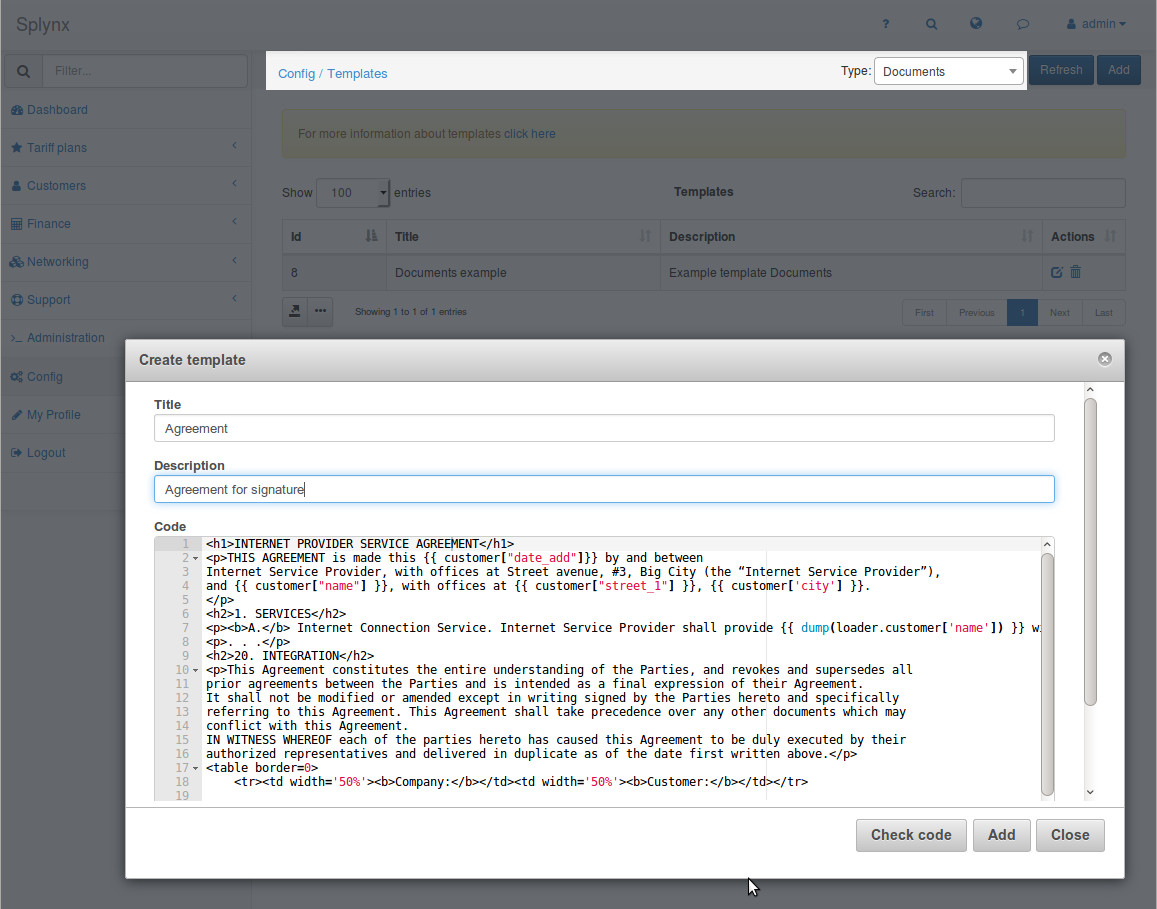 Splynx
?
admin
Filter...
Config / Templates
Type: Documents
Refresh
Add
Dashboard
Tariff plans
Customers
Finance
Networking
Support
Administration
Config
My Profile
Logout
For more information about templates click here
Show 100 entries
Templates
Search:
Id Title Description Actions
8 Documents example Example template Documents
Showing 1 to 1 of 1 entries
First Previous 1 Next Last
Create template
Title
Agreement
Description
Agreement for signature
Code
1 <h1>INTERNET PROVIDER SERVICE AGREEMENT</h1>
2 <p>THIS AGREEMENT is made this {{ customer["date_add"]}} by and between
3 Internet Service Provider, with offices at Street avenue, #3, Big City (the “Internet Service Provider”),
4 and {{ customer["name"] }}, with offices at {{ customer["street_1"] }}, {{ customer['city'] }}.
5 </p>
6 <h2>1. SERVICES</h2>
7 <p><b>A.</b> Internet Connection Service. Internet Service Provider shall provide {{ dump(loader.customer['name']) }} wi
8 <p>. . .</p>
9 <h2>20. INTEGRATION</h2>
10 <p>This Agreement constitutes the entire understanding of the Parties, and revokes and supersedes all
11 prior agreements between the Parties and is intended as a final expression of their Agreement.
12 It shall not be modified or amended except in writing signed by the Parties hereto and specifically
13 referring to this Agreement. This Agreement shall take precedence over any other documents which may
14 conflict with this Agreement.
15 IN WITNESS WHEREOF each of the parties hereto has caused this Agreement to be duly executed by their
16 authorized representatives and delivered in duplicate as of the date first written above.</p>
17 <table border=0>
18 <tr><td width='50%'><b>Company:</b></td><td width='50%'><b>Customer:</b></td></tr>
19
Check code
Add
Close